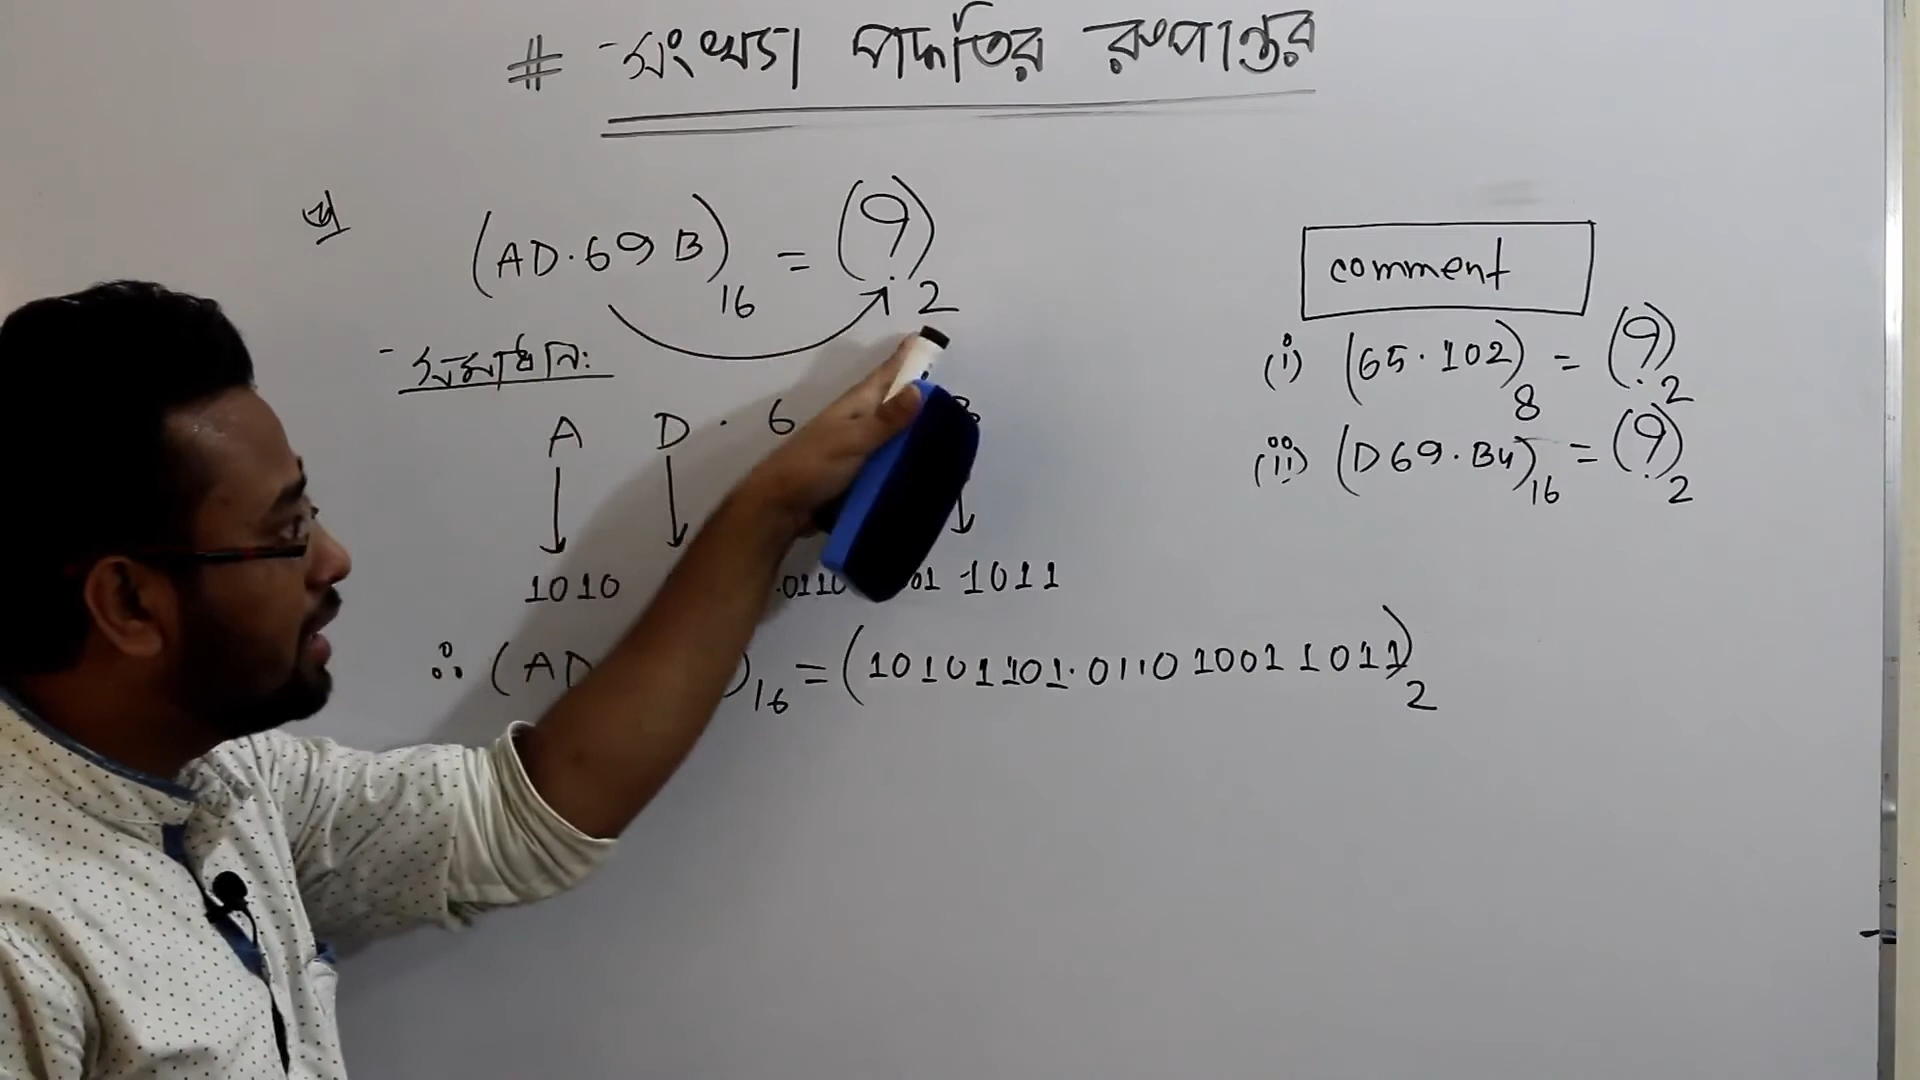 # সংখ্যা পদ্ধতির রূপান্তর
(AD.69B)16 = (?)2
সমাধান:
A D . 6
1010 .0110 1011
∴ (AD )16 = (10101101.011010011011)2
comment
(i) (65.102)8 = (?)2
(ii) (D69.B4)16 = (?)2